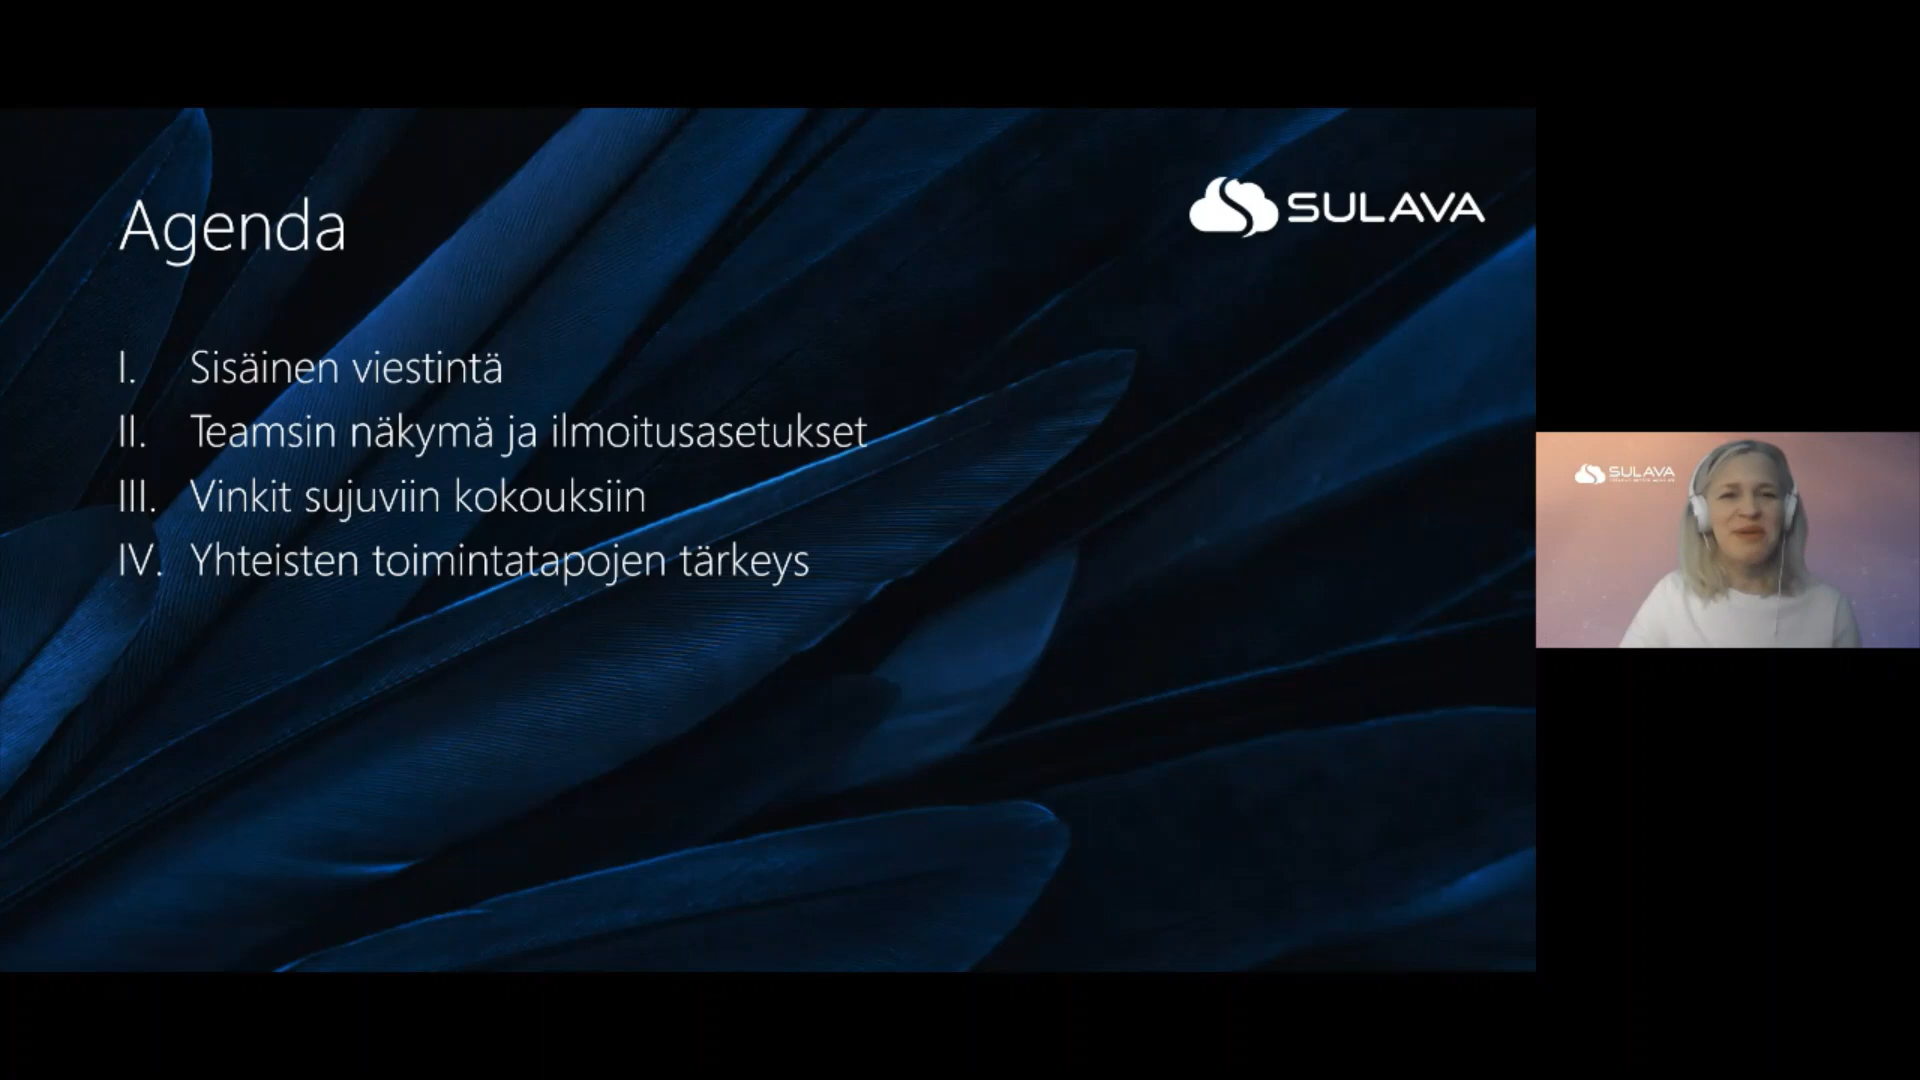 Agenda
SULAVA
I. Sisäinen viestintä
II. Teamsin näkymä ja ilmoitusasetukset
III. Vinkit sujuviin kokouksiin
IV. Yhteisten toimintatapojen tärkeys
SULAVA